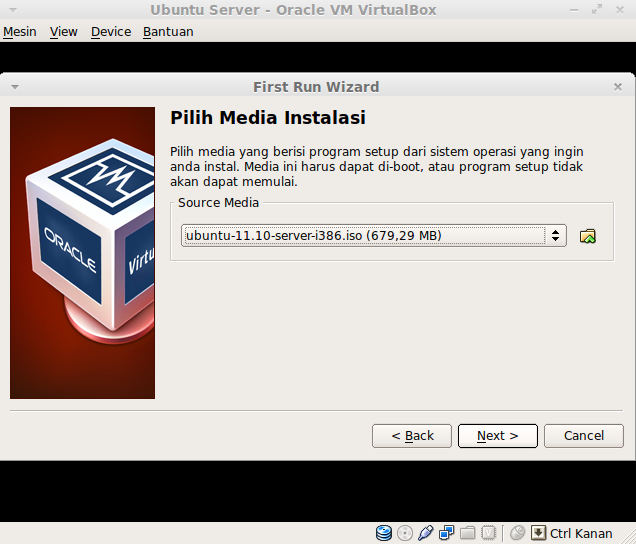 Ubuntu Server - Oracle VM VirtualBox
Mesin View Device Bantuan
First Run Wizard
Pilih Media Instalasi
Pilih media yang berisi program setup dari sistem operasi yang ingin
anda instal. Media ini harus dapat di-boot, atau program setup tidak
akan dapat memulai.
Source Media
ubuntu-11.10-server-i386.iso (679,29 MB)
ORACLE
Virtu
< Back Next > Cancel
Ctrl Kanan